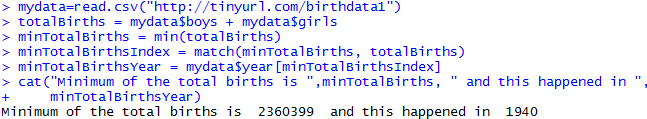 > mydata=read.csv("http://tinyurl.com/birthdata1")
> totalBirths = mydata$boys + mydata$girls
> minTotalBirths = min(totalBirths)
> minTotalBirthsIndex = match(minTotalBirths, totalBirths)
> minTotalBirthsYear = mydata$year[minTotalBirthsIndex]
> cat("Minimum of the total births is ",minTotalBirths, " and this happened in ",
+     minTotalBirthsYear)
Minimum of the total births is  2360399  and this happened in  1940